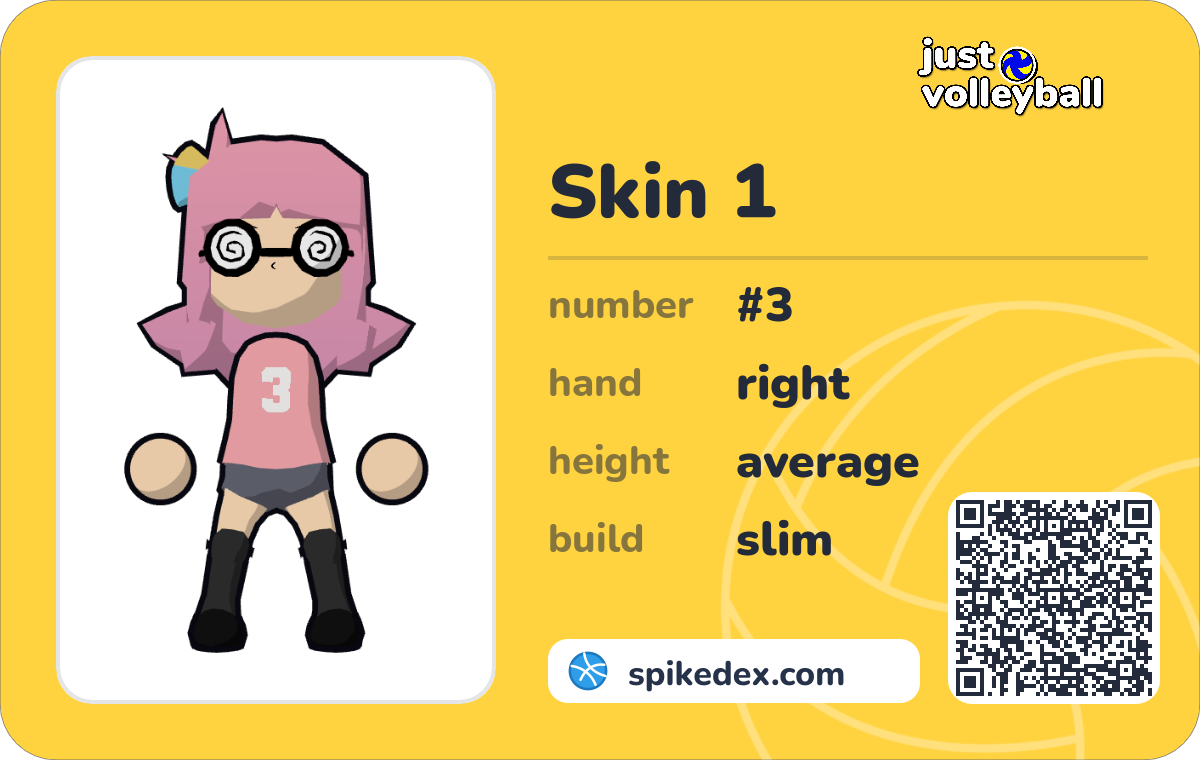 just
volleyball
Skin 1
number #3
hand right
height average
build slim
3
spikedex.com